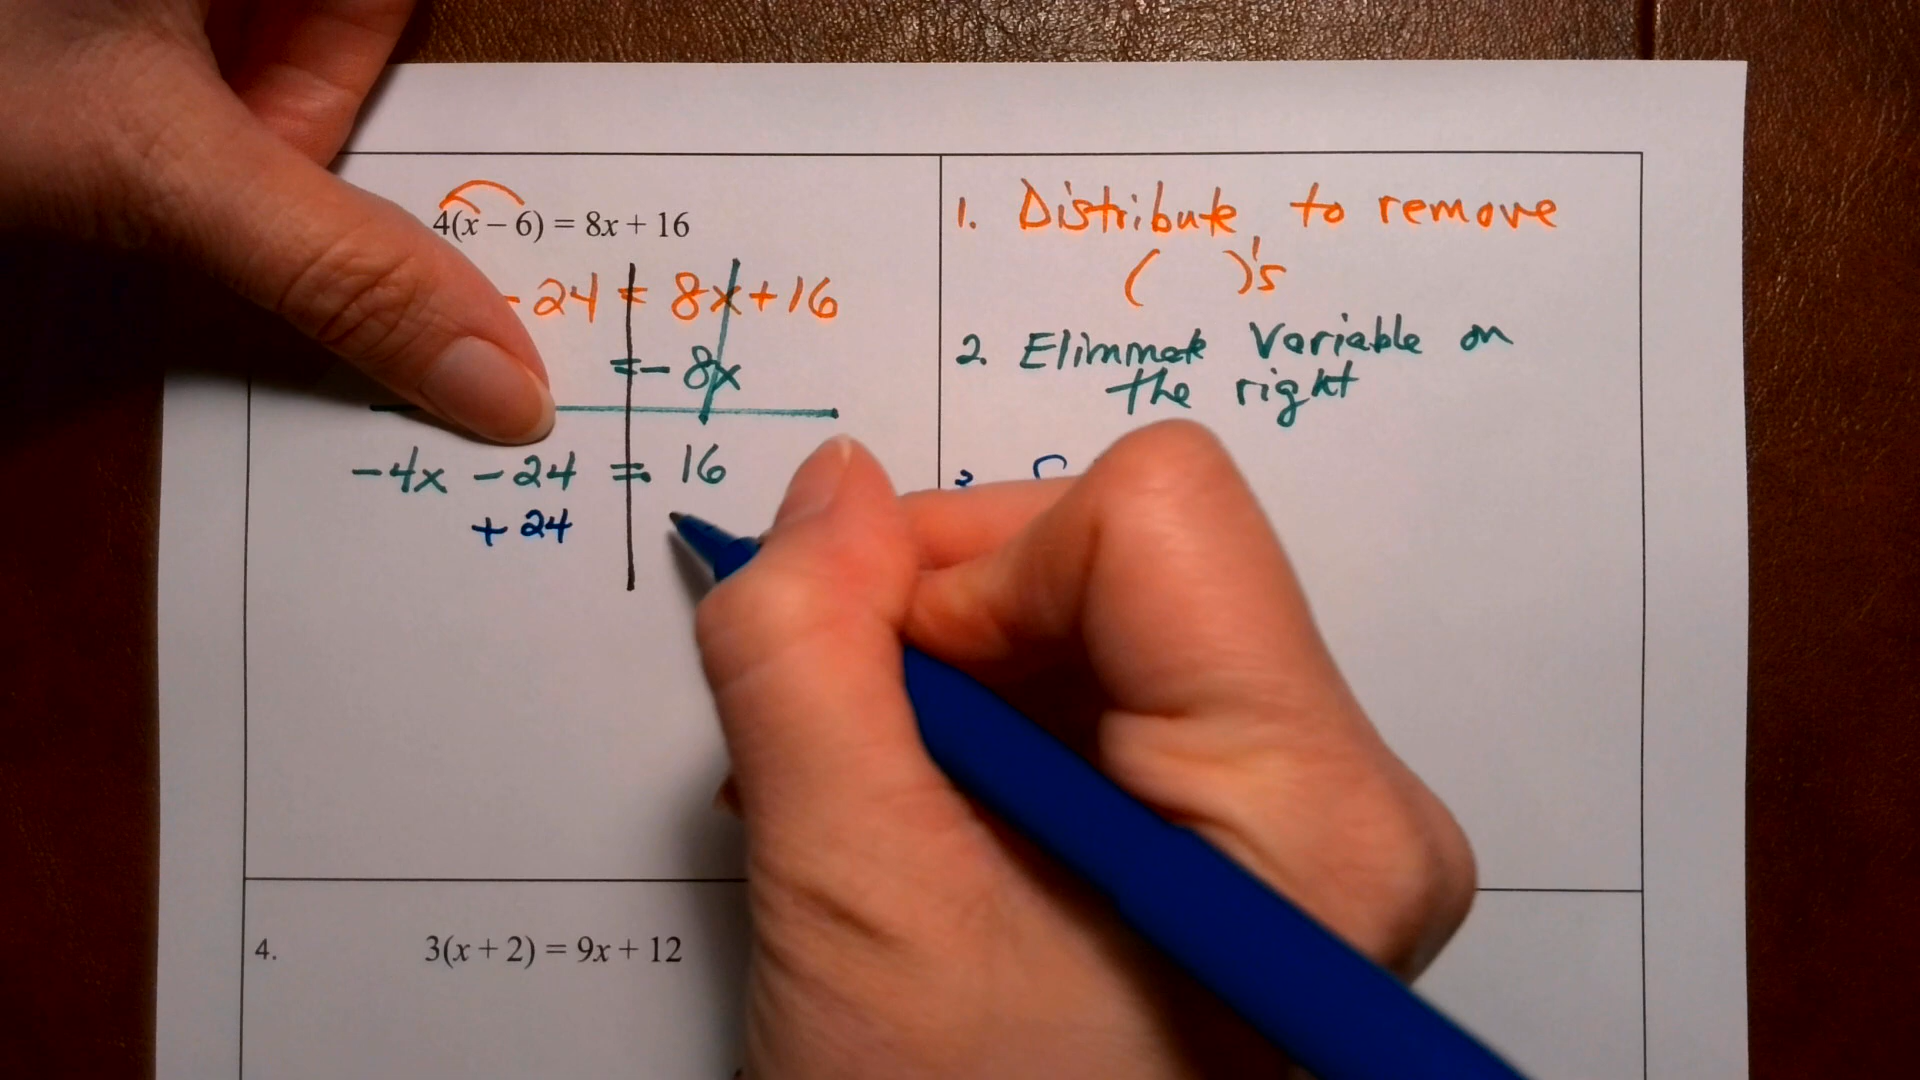 4(x – 6) = 8x + 16
- 24 = 8x + 16
= - 8x
-4x - 24 = 16
+ 24
1. Distribute to remove
( )'s
2. Eliminate Variable on
the right
3. S
4. 3(x + 2) = 9x + 12